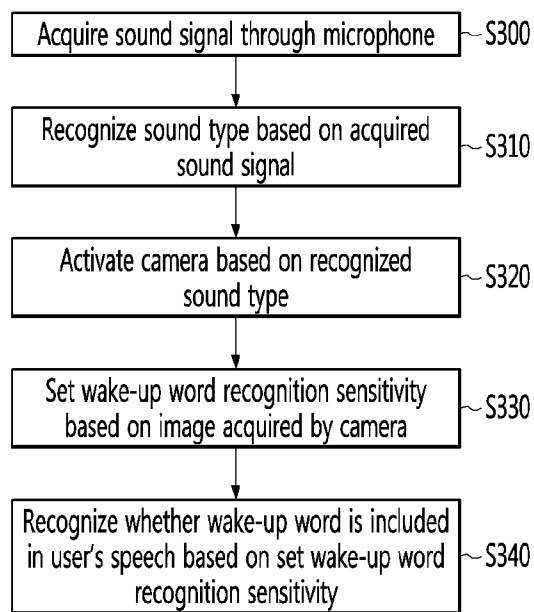 Acquire sound signal through microphone
S300
Recognize sound type based on acquired
sound signal
S310
Activate camera based on recognized
sound type
S320
Set wake-up word recognition sensitivity
based on image acquired by camera
S330
Recognize whether wake-up word is included
in user's speech based on set wake-up word
recognition sensitivity
S340